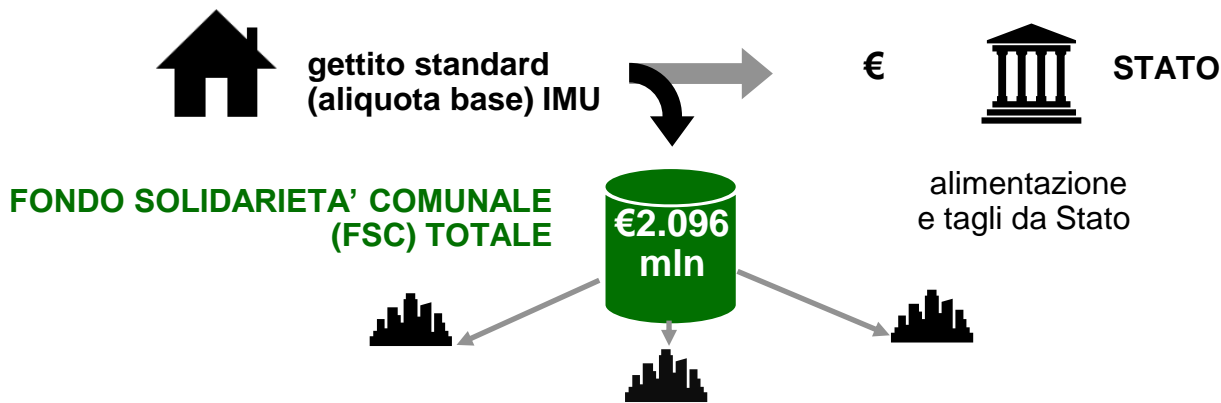 gettito standard
(aliquota base) IMU
€
STATO
FONDO SOLIDARIETA’ COMUNALE
(FSC) TOTALE
€2.096
mln
alimentazione
e tagli da Stato